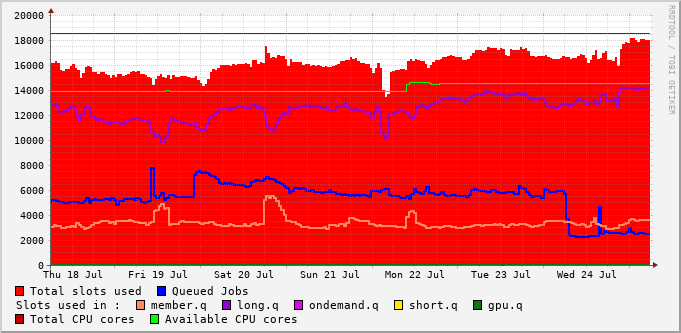 RRDTOOL / TOBI OETIKER
20000
18000
16000
14000
12000
10000
8000
6000
4000
2000
0
Thu 18 Jul Fri 19 Jul Sat 20 Jul Sun 21 Jul Mon 22 Jul Tue 23 Jul Wed 24 Jul
Total slots used Queued Jobs
Slots used in : member.q long.q ondemand.q short.q gpu.q
Total CPU cores Available CPU cores